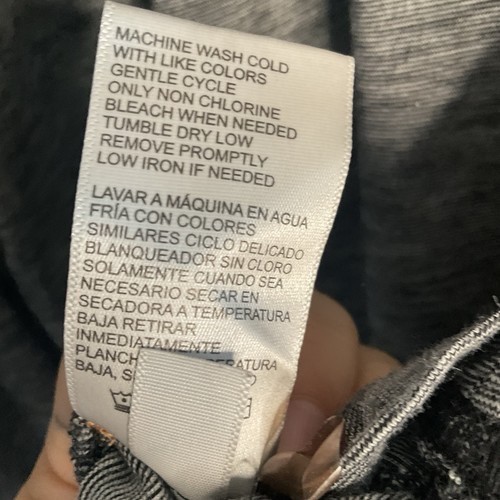 MACHINE WASH COLD
WITH LIKE COLORS
GENTLE CYCLE
ONLY NON CHLORINE
BLEACH WHEN NEEDED
TUMBLE DRY LOW
REMOVE PROMPTLY
LOW IRON IF NEEDED
LAVAR A MÁQUINA EN AGUA
FRÍA CON COLORES
SIMILARES CICLO DELICADO
BLANQUEADOR SIN CLORO
SOLAMENTE CUANDO SEA
NECESARIO SECAR EN
SECADORA A TEMPERATURA
BAJA RETIRAR
INMEDIATAMENTE
BAJA,